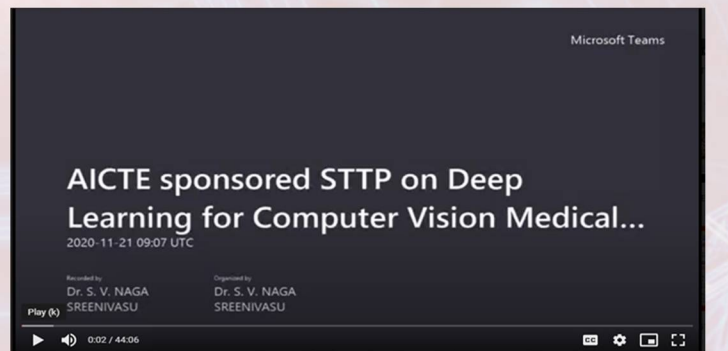 Microsoft Teams
AICTE sponsored STTP on Deep
Learning for Computer Vision Medical...
2020-11-21 09:07 UTC
Recorded by
Organized by
Dr. S. V. NAGA
SREENIVASU
Dr. S. V. NAGA
SREENIVASU
Play (k)
0:02 / 44:06
CC